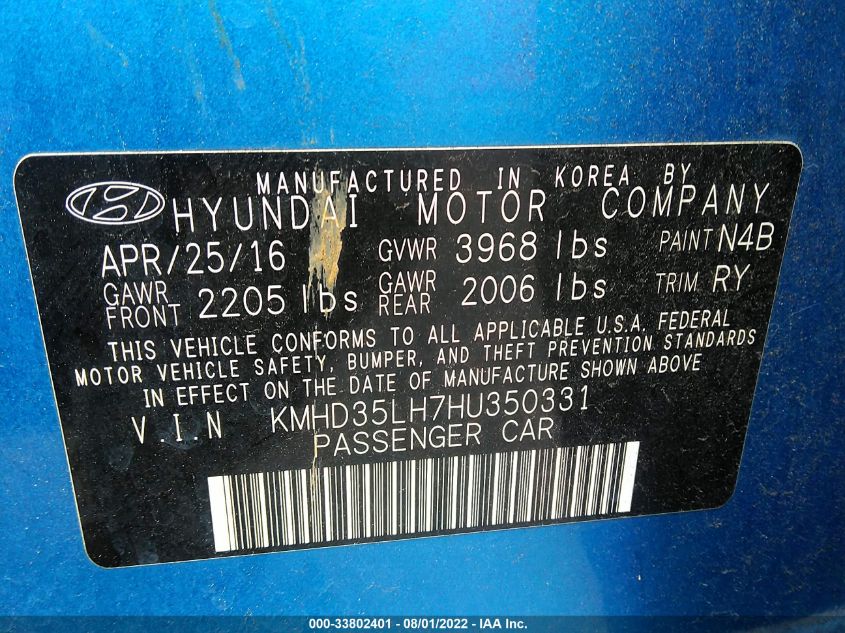 MANUFACTURED IN KOREA BY
HYUNDAI MOTOR COMPANY
APR/25/16 GVWR 3968 lbs PAINT N4B
GAWR FRONT 2205 lbs GAWR REAR 2006 lbs TRIM RY
THIS VEHICLE CONFORMS TO ALL APPLICABLE U.S.A. FEDERAL
MOTOR VEHICLE SAFETY, BUMPER, AND THEFT PREVENTION STANDARDS
IN EFFECT ON THE DATE OF MANUFACTURE SHOWN ABOVE
V.I.N KMHD35LH7HU350331
PASSENGER CAR
000-33802401 - 08/01/2022 - IAA Inc.